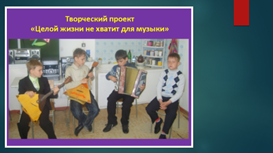 Творческий проект
«Целой жизни не хватит для музыки»